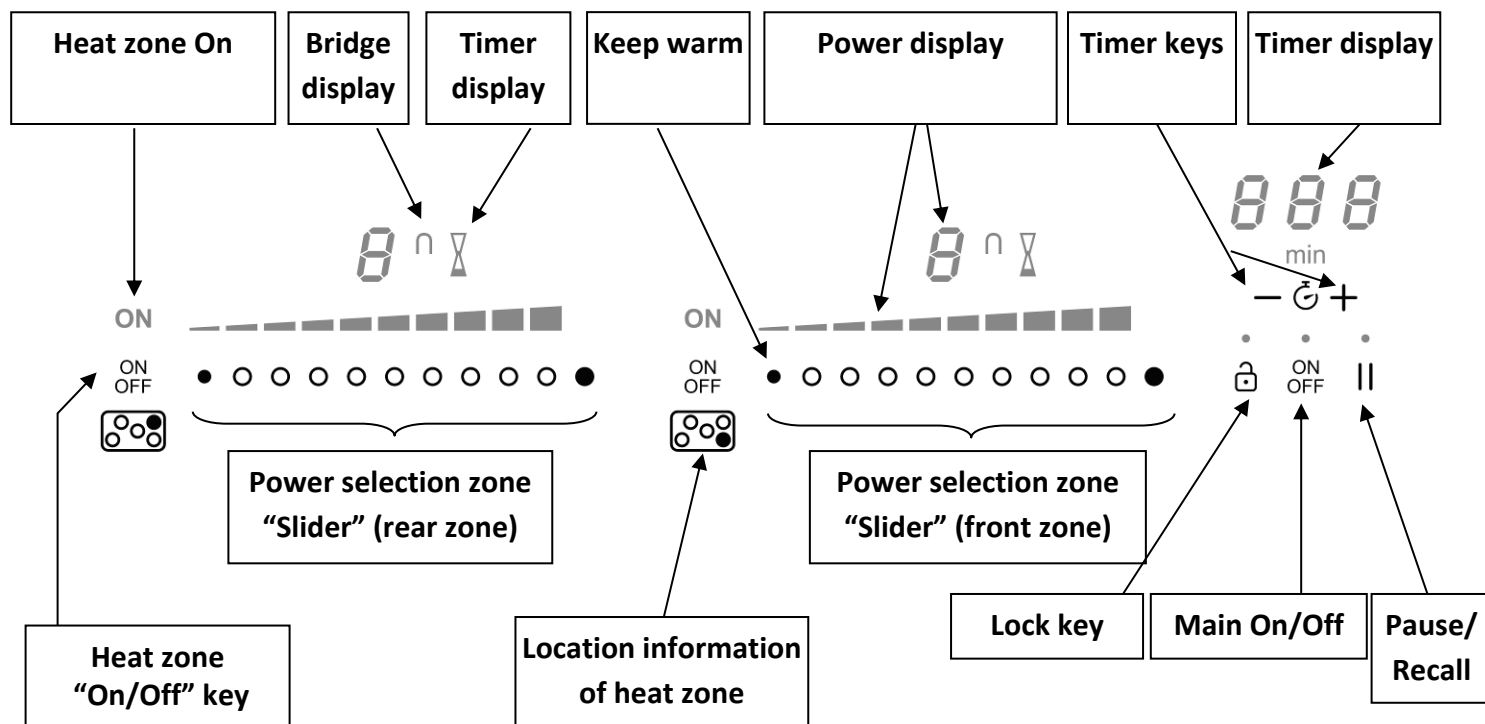 Heat zone On
Bridge
display
Timer
display
Keep warm
Power display
Timer keys
Timer display
8
8
888
min
− +
ON
ON
ON
OFF
ON
OFF
ON
OFF
Power selection zone
“Slider” (rear zone)
Power selection zone
“Slider” (front zone)
Heat zone
“On/Off” key
Location information
of heat zone
Lock key
Main On/Off
Pause/
Recall